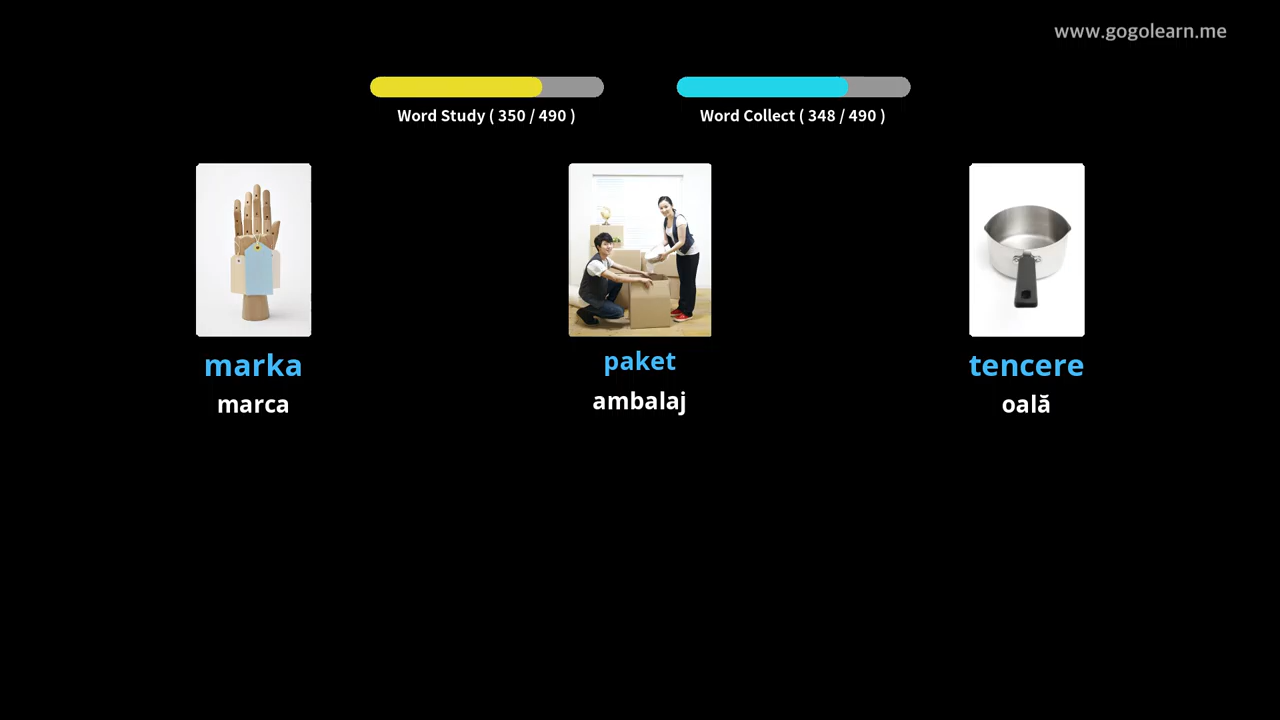 www.gogolearn.me
Word Study ( 350 / 490 )
Word Collect ( 348 / 490 )
marka
paket
tencere
marca
ambalaj
oală